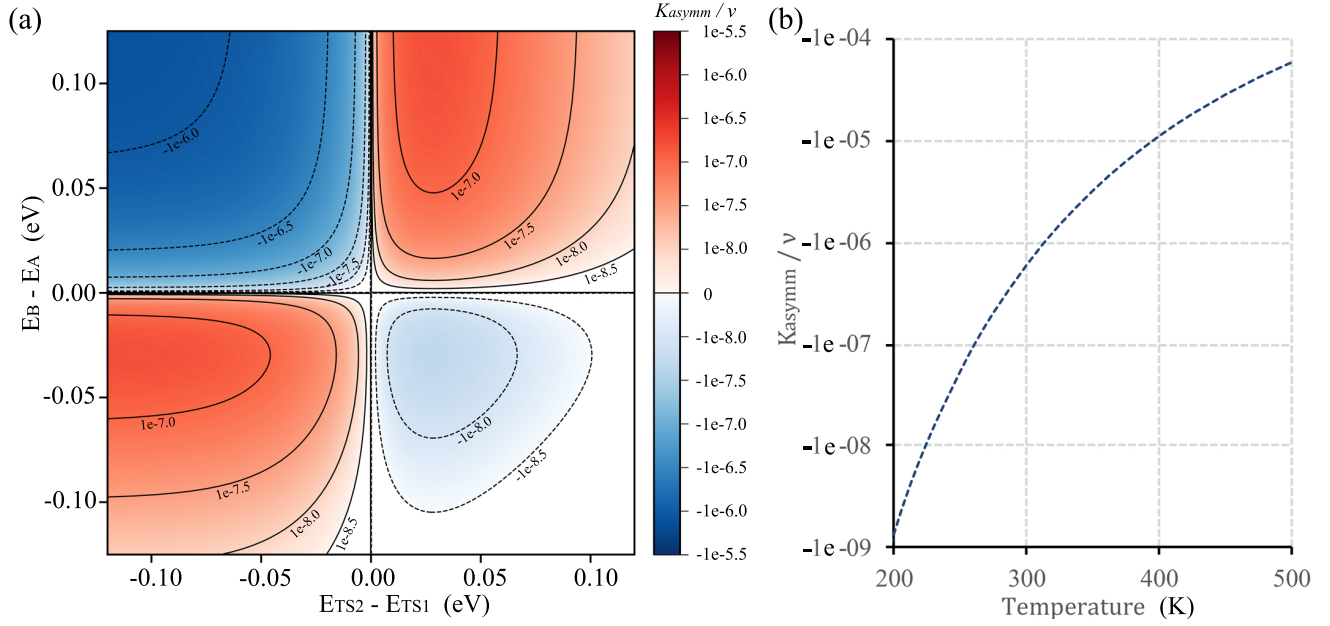 (a)
Kasymm / ν
(b)
0.10
0.05
0.00
-0.05
-0.10
EB - EA (eV)
-1e-6.0
-1e-6.5
-1e-7.0
-1e-7.5
1e-7.0
1e-7.5
1e-8.0
1e-8.5
1e-7.0
1e-7.5
1e-8.0
1e-8.5
-1e-8.0
-1e-8.5
-0.10
-0.05
0.00
0.05
0.10
ETS2 - ETS1 (eV)
1e-5.5
1e-6.0
1e-6.5
1e-7.0
1e-7.5
1e-8.0
0
-1e-8.0
-1e-7.5
-1e-7.0
-1e-6.5
-1e-6.0
-1e-5.5
Kasymm / ν
-1e-04
-1e-05
-1e-06
-1e-07
-1e-08
-1e-09
200
300
400
500
Temperature (K)